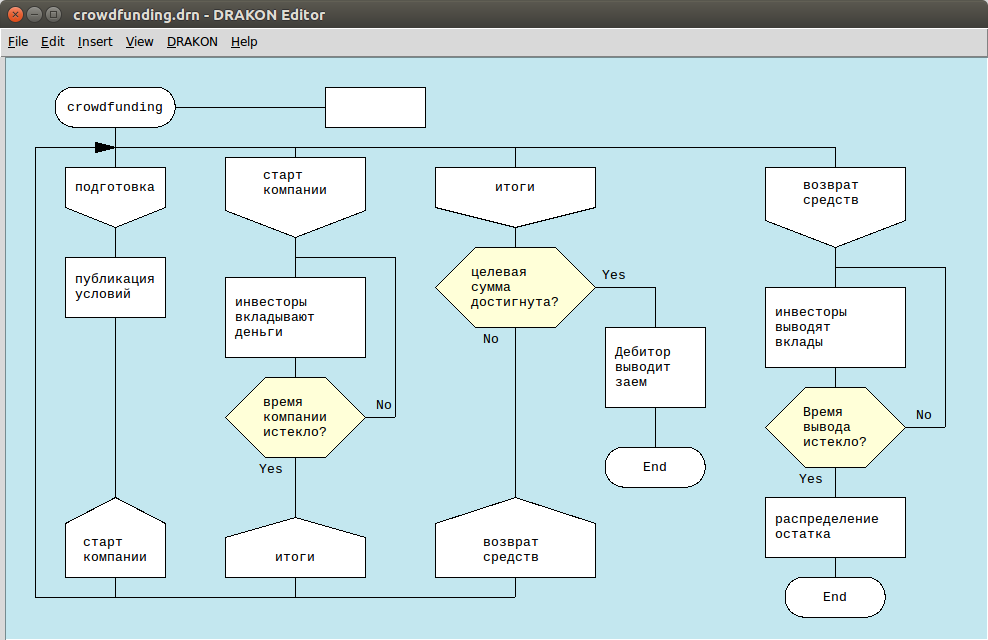 crowdfunding.drn - DRAKON Editor
File Edit Insert View DRAKON Help
crowdfunding
подготовка
публикация
условий
старт
компании
старт
компании
инвесторы
вкладывают
деньги
время
компании
истекло?
No
Yes
итоги
итоги
целевая
сумма
достигнута?
Yes
No
Дебитор
выводит
заем
End
возврат
средств
возврат
средств
инвесторы
выводят
вклады
Время
вывода
истекло?
No
Yes
распределение
остатка
End